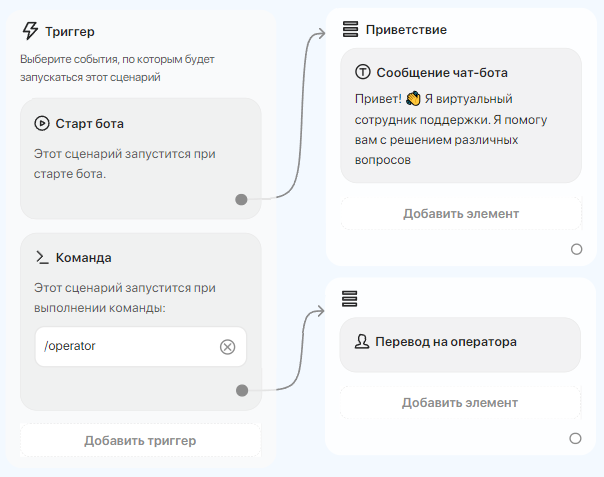 Триггер
Выберите события, по которым будет
запускаться этот сценарий
Старт бота
Этот сценарий запустится при
старте бота.
Команда
Этот сценарий запустится при
выполнении команды:
/operator
Добавить триггер
Приветствие
Сообщение чат-бота
Привет! 👏 Я виртуальный
сотрудник поддержки. Я помогу
вам с решением различных
вопросов
Добавить элемент
Перевод на оператора
Добавить элемент